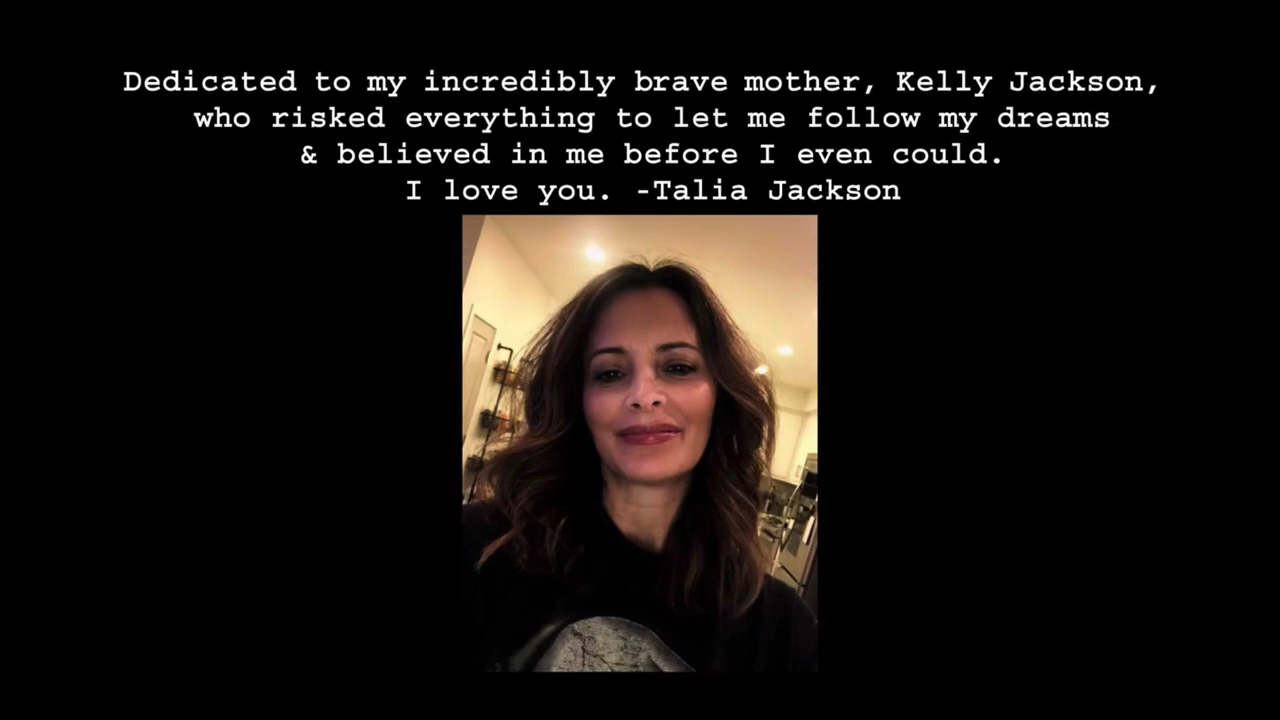 Dedicated to my incredibly brave mother, Kelly Jackson,
who risked everything to let me follow my dreams
& believed in me before I even could.
I love you. -Talia Jackson